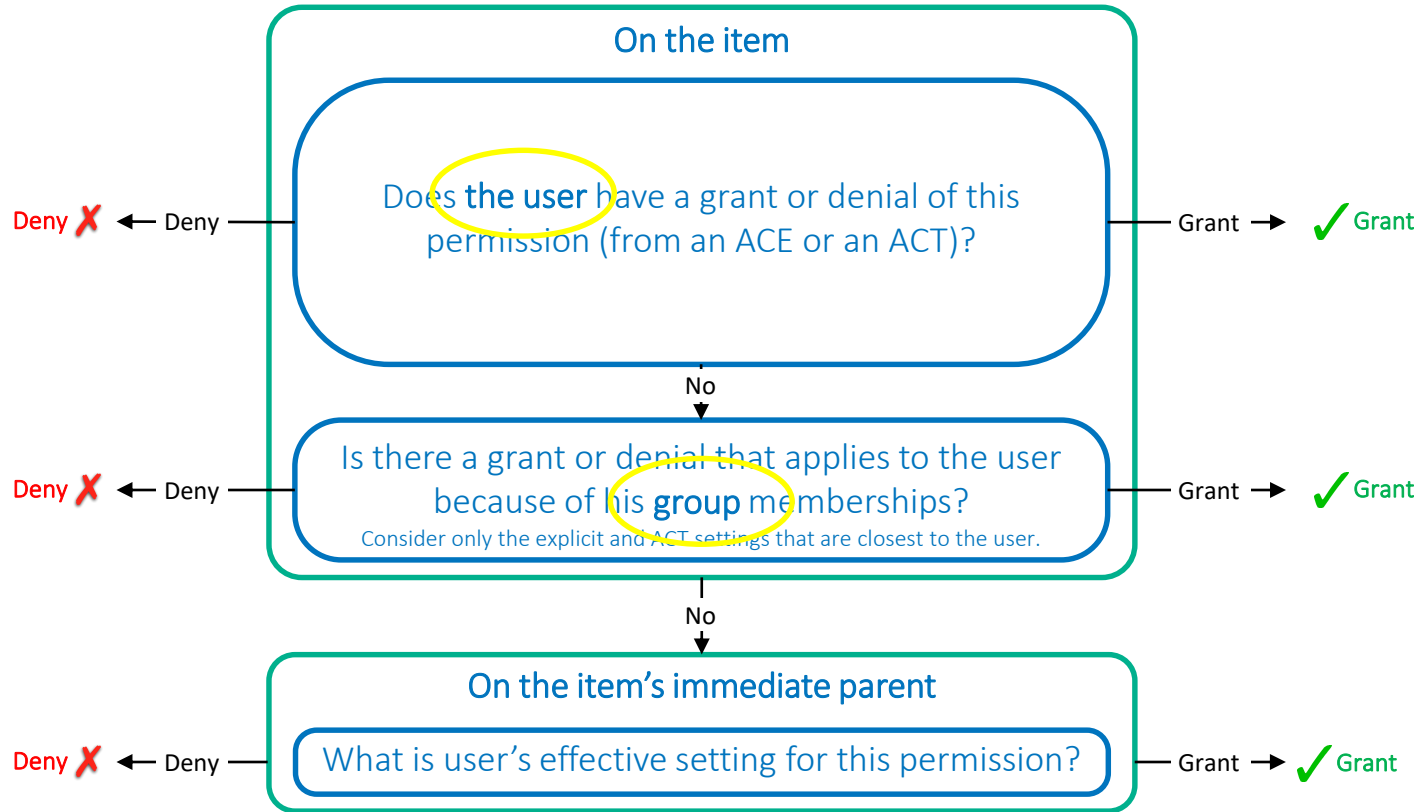 On the item
Does the user have a grant or denial of this
permission (from an ACE or an ACT)?
Deny ✗ Deny
Grant ✓ Grant
No
Is there a grant or denial that applies to the user
because of his group memberships?
Consider only the explicit and ACT settings that are closest to the user.
Deny ✗ Deny
Grant ✓ Grant
No
On the item’s immediate parent
What is user’s effective setting for this permission?
Deny ✗ Deny
Grant ✓ Grant